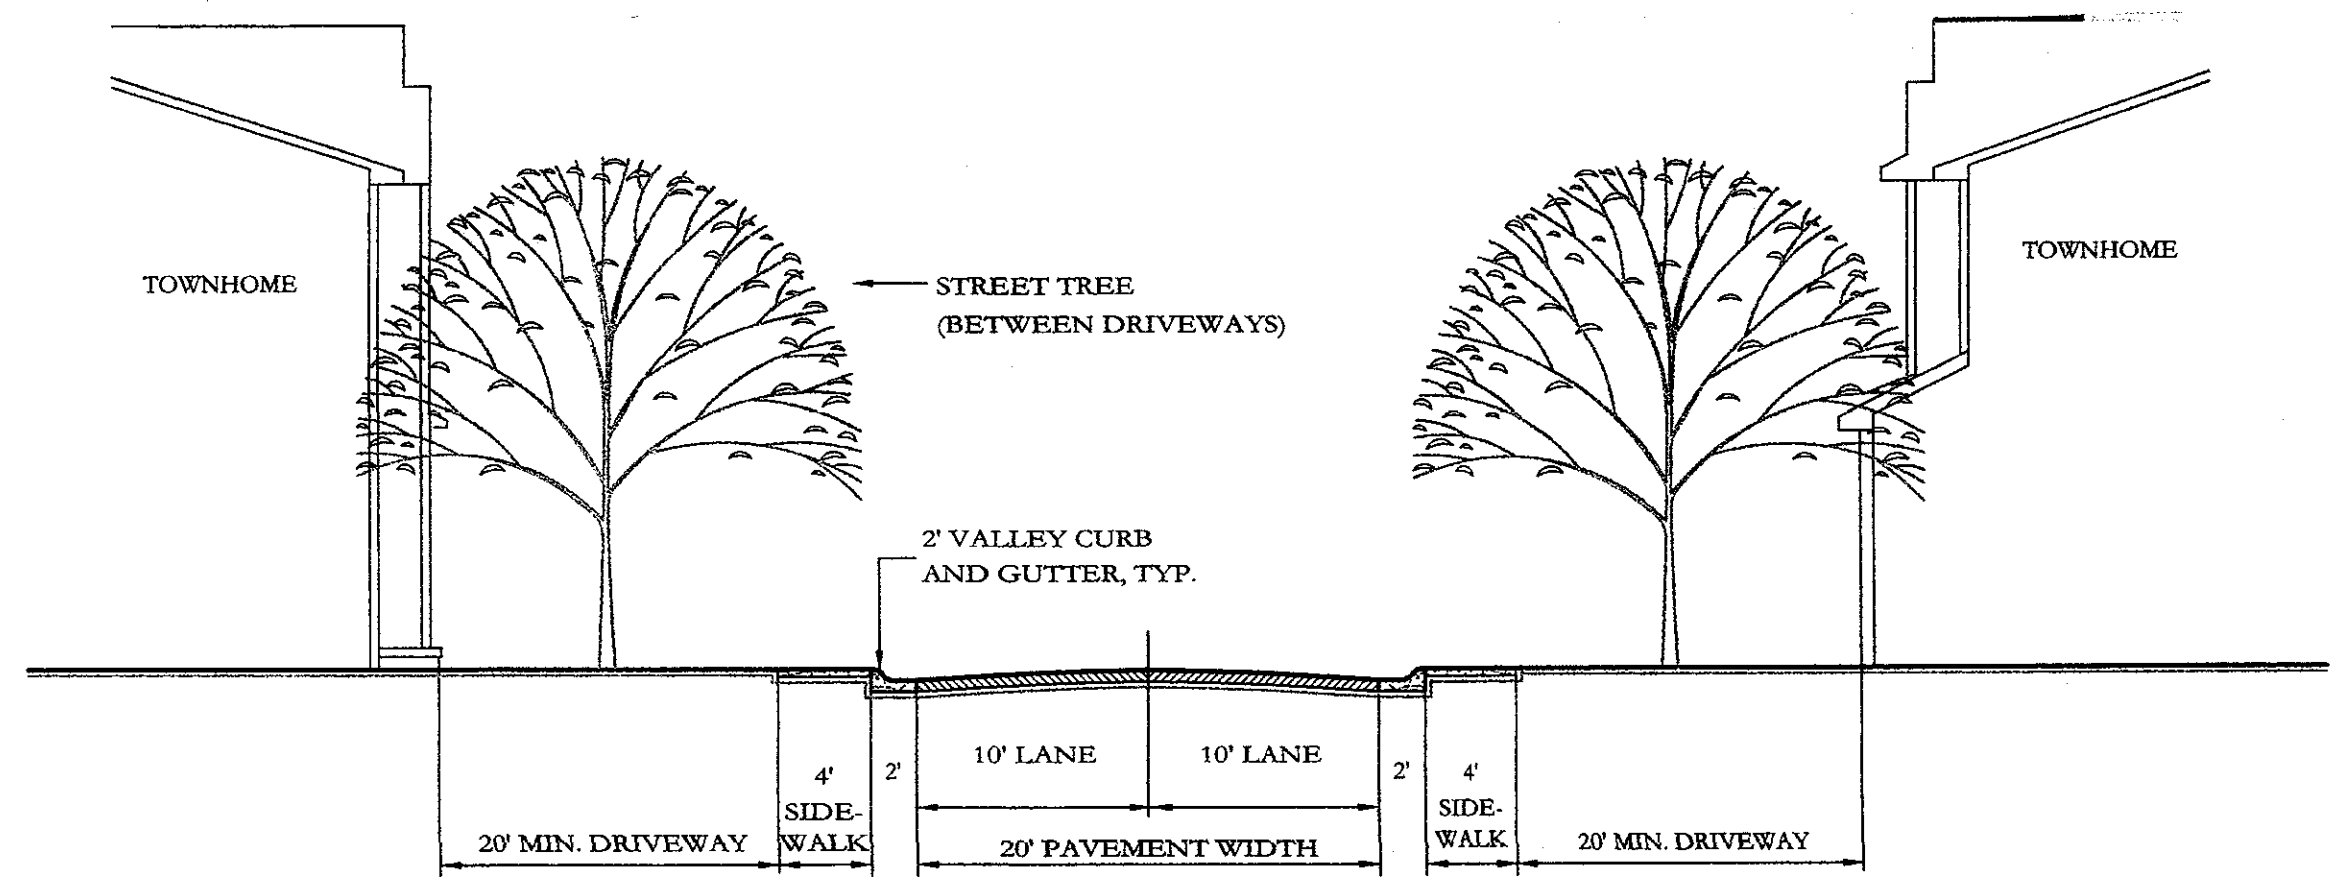 TOWNHOME
TOWNHOME
STREET TREE
(BETWEEN DRIVEWAYS)
2' VALLEY CURB
AND GUTTER, TYP.
10' LANE
10' LANE
4'
SIDE-
WALK
2'
2'
4'
SIDE-
WALK
20' MIN. DRIVEWAY
20' PAVEMENT WIDTH
20' MIN. DRIVEWAY